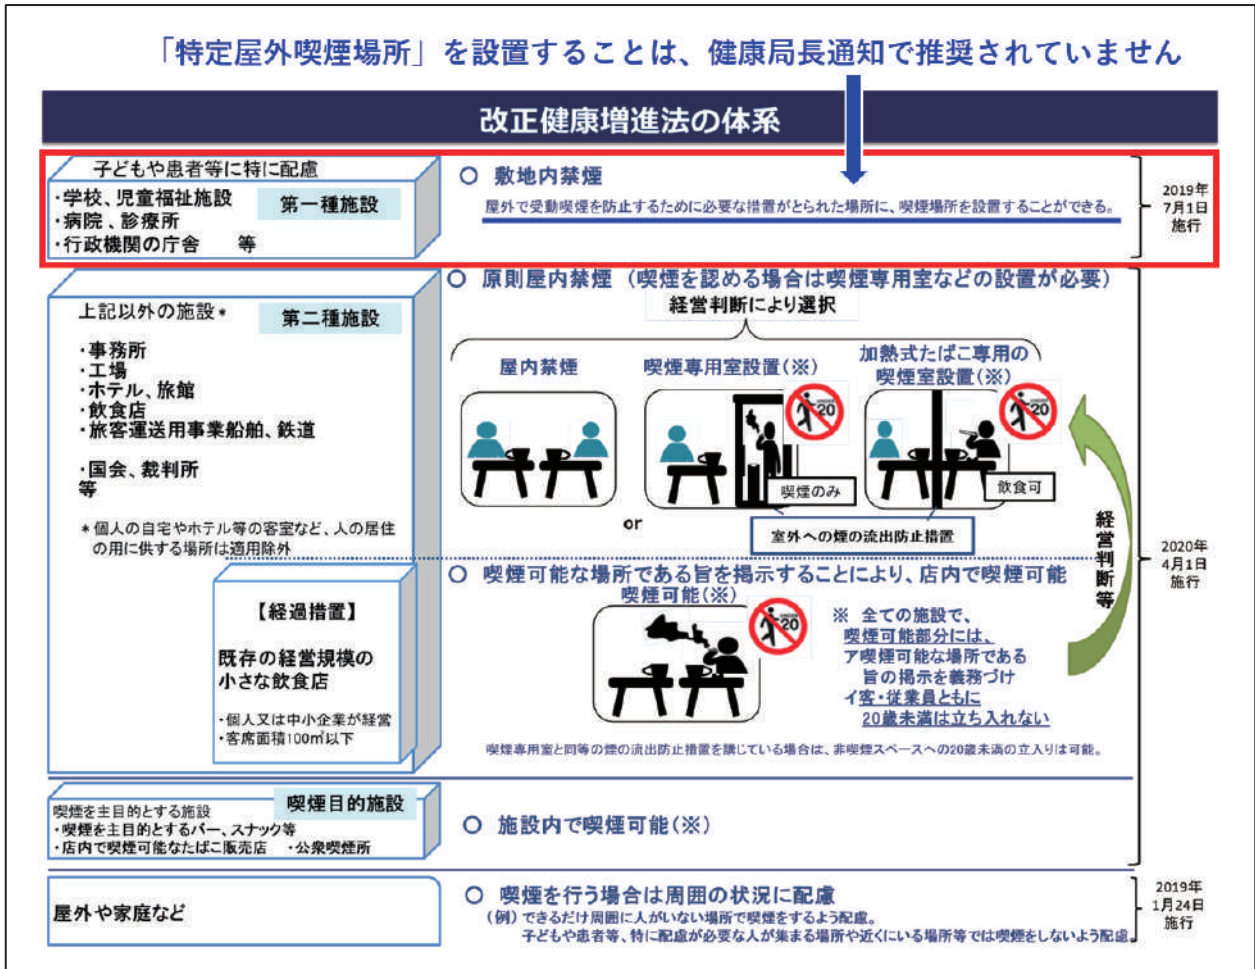 「特定屋外喫煙場所」を設置することは、健康局長通知で推奨されていません
改正健康増進法の体系
子どもや患者等に特に配慮
・学校、児童福祉施設
・病院、診療所
・行政機関の庁舎　等
第一種施設
○ 敷地内禁煙
屋外で受動喫煙を防止するために必要な措置がとられた場所に、喫煙場所を設置することができる。
2019年
7月1日
施行
上記以外の施設*
第二種施設
・事務所
・工場
・ホテル、旅館
・飲食店
・旅客運送用事業船舶、鉄道
・国会、裁判所
等
*個人の自宅やホテル等の客室など、人の居住
の用に供する場所は適用除外
○ 原則屋内禁煙（喫煙を認める場合は喫煙専用室などの設置が必要）
経営判断により選択
屋内禁煙
喫煙専用室設置(※)
加熱式たばこ専用の
喫煙室設置(※)
20
20
喫煙のみ
飲食可
or
室外への煙の流出防止措置
経営判断等
2020年
4月1日
施行
【経過措置】
既存の経営規模の
小さな飲食店
・個人又は中小企業が経営
・客席面積100㎡以下
○ 喫煙可能な場所である旨を掲示することにより、店内で喫煙可能
喫煙可能(※)
20
※ 全ての施設で、
喫煙可能部分には、
ア喫煙可能な場所である
旨の掲示を義務づけ
イ客・従業員ともに
20歳未満は立ち入れない
喫煙専用室と同等の煙の流出防止措置を講じている場合は、非喫煙スペースへの20歳未満の立入りは可能。
喫煙を主目的とする施設
喫煙目的施設
・喫煙を主目的とするバー、スナック等
・店内で喫煙可能なたばこ販売店　・公衆喫煙所
○ 施設内で喫煙可能(※)
屋外や家庭など
○ 喫煙を行う場合は周囲の状況に配慮
（例）できるだけ周囲に人がいない場所で喫煙をするよう配慮。
子どもや患者等、特に配慮が必要な人が集まる場所や近くにいる場所等では喫煙をしないよう配慮。
2019年
1月24日
施行